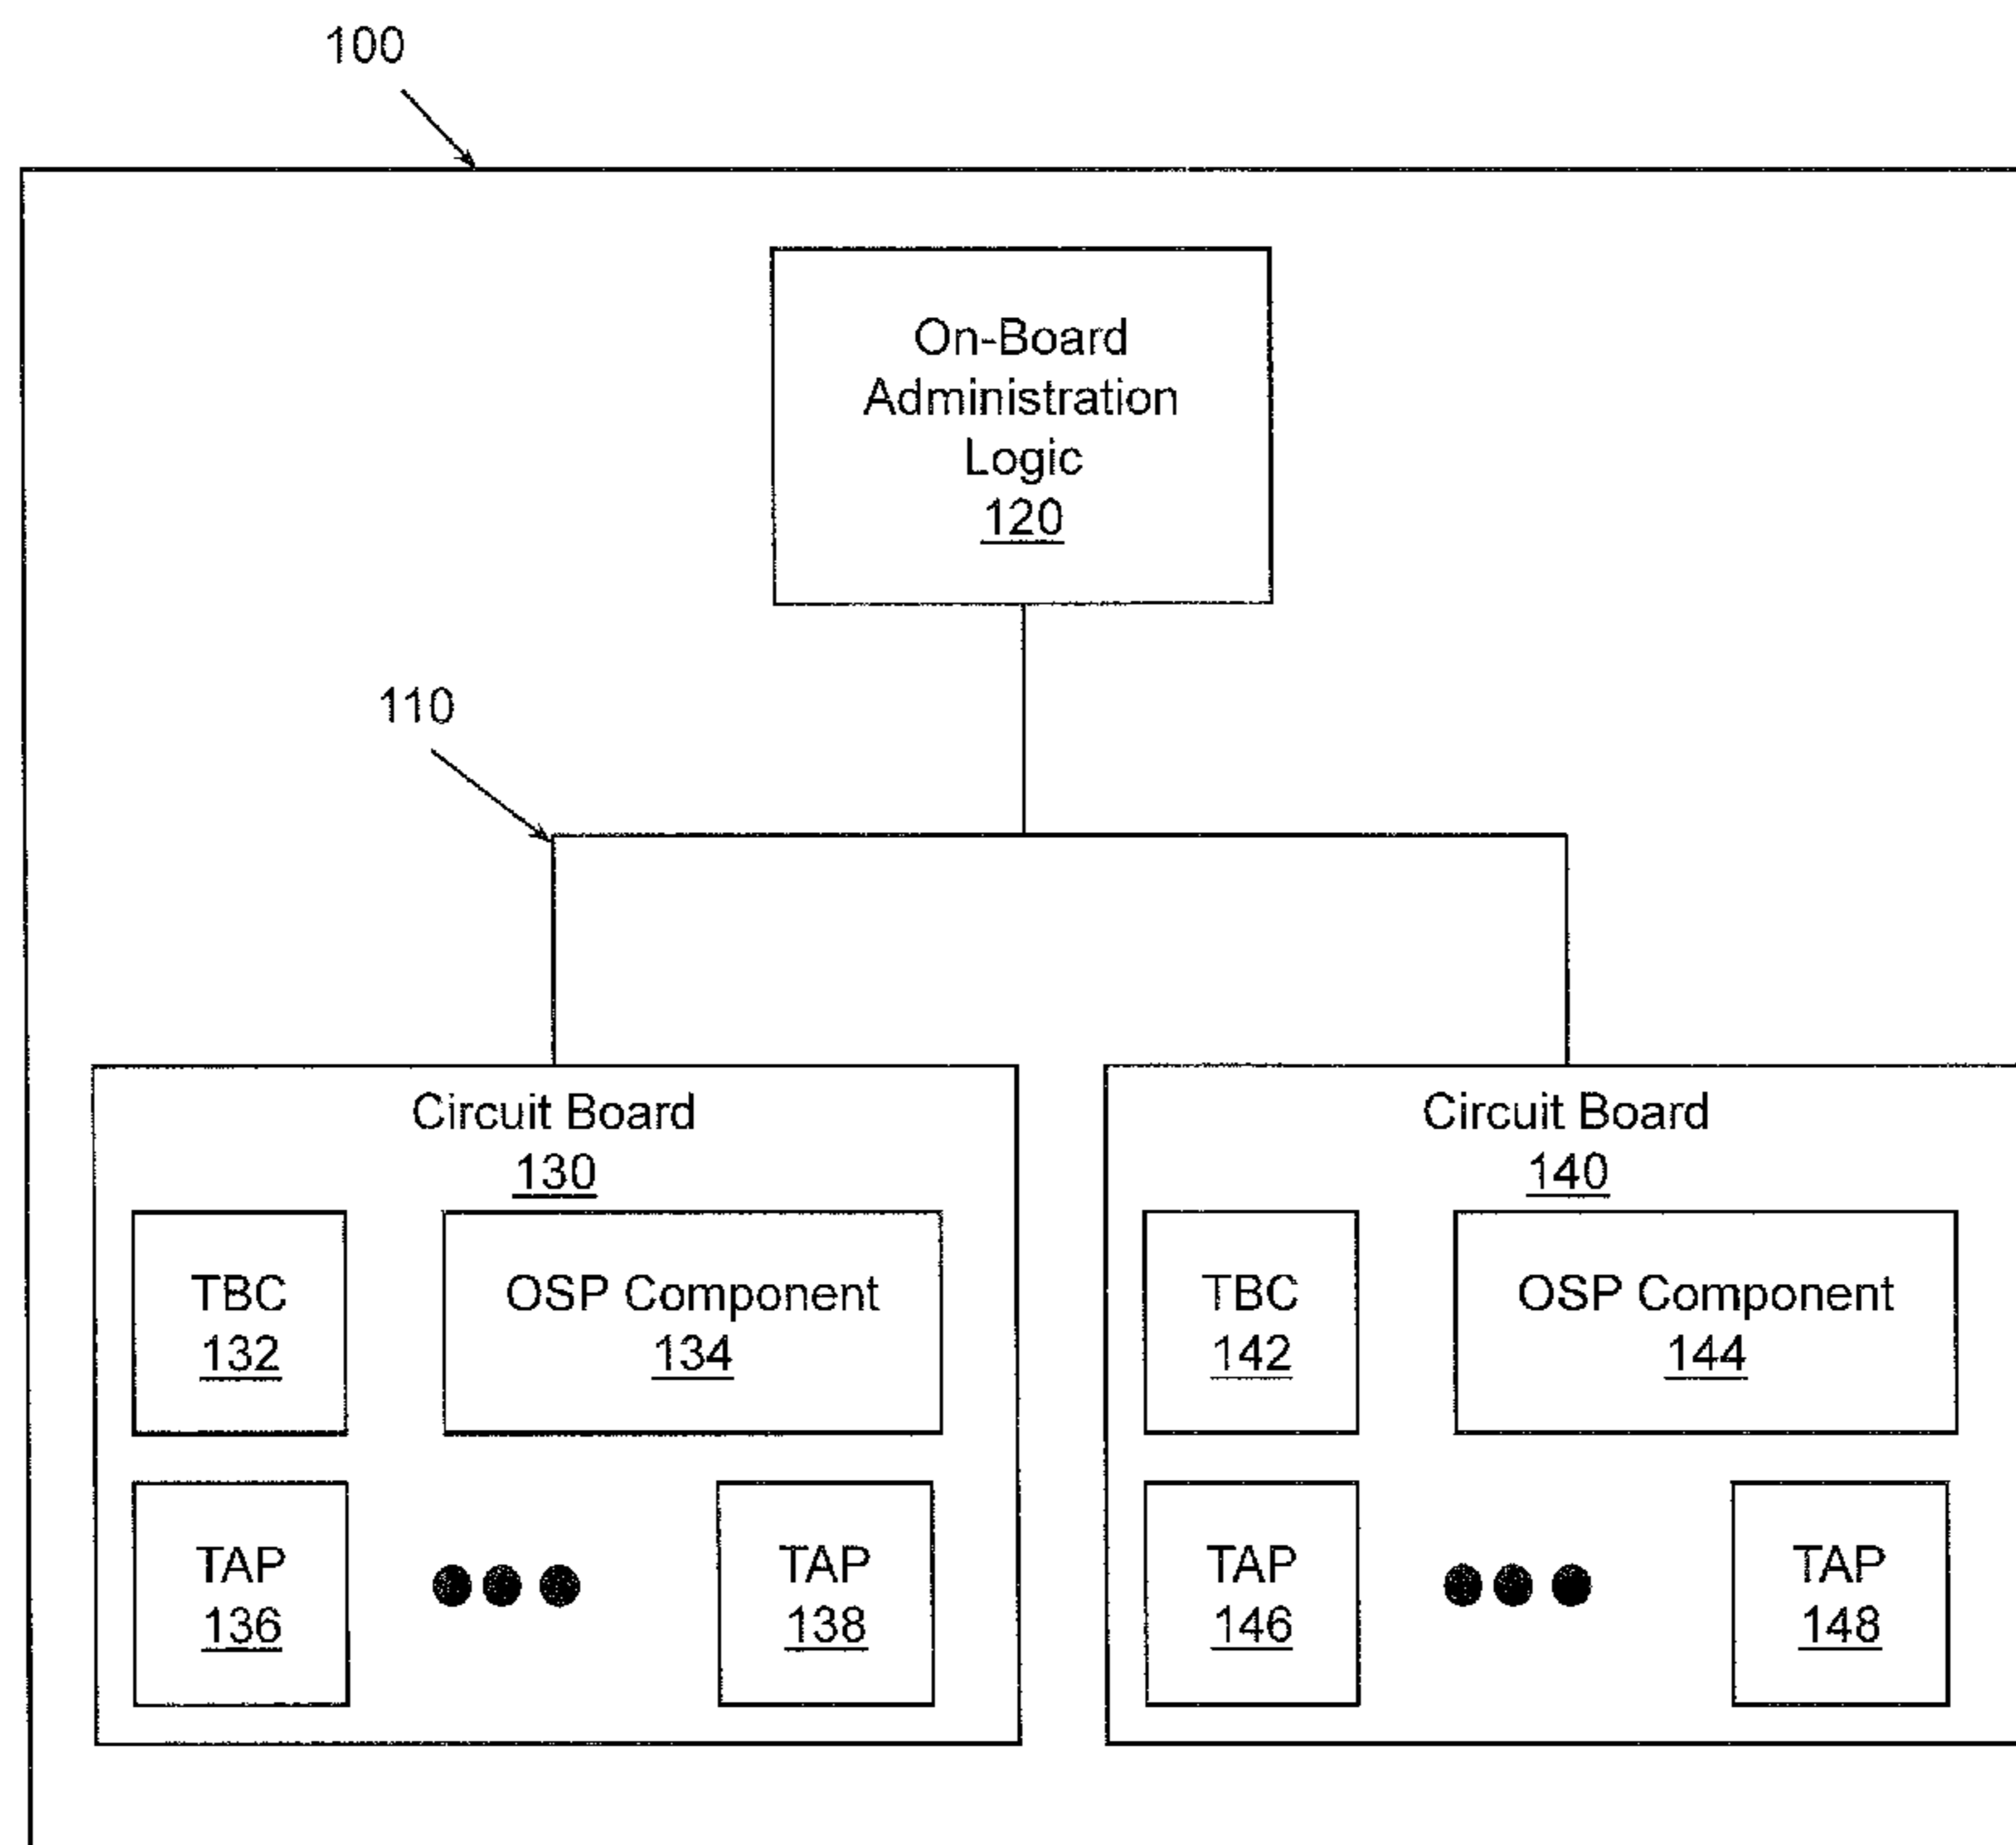 100
On-Board
Administration
Logic
120
110
Circuit Board
130
TBC
132
OSP Component
134
TAP
136
TAP
138
Circuit Board
140
TBC
142
OSP Component
144
TAP
146
TAP
148